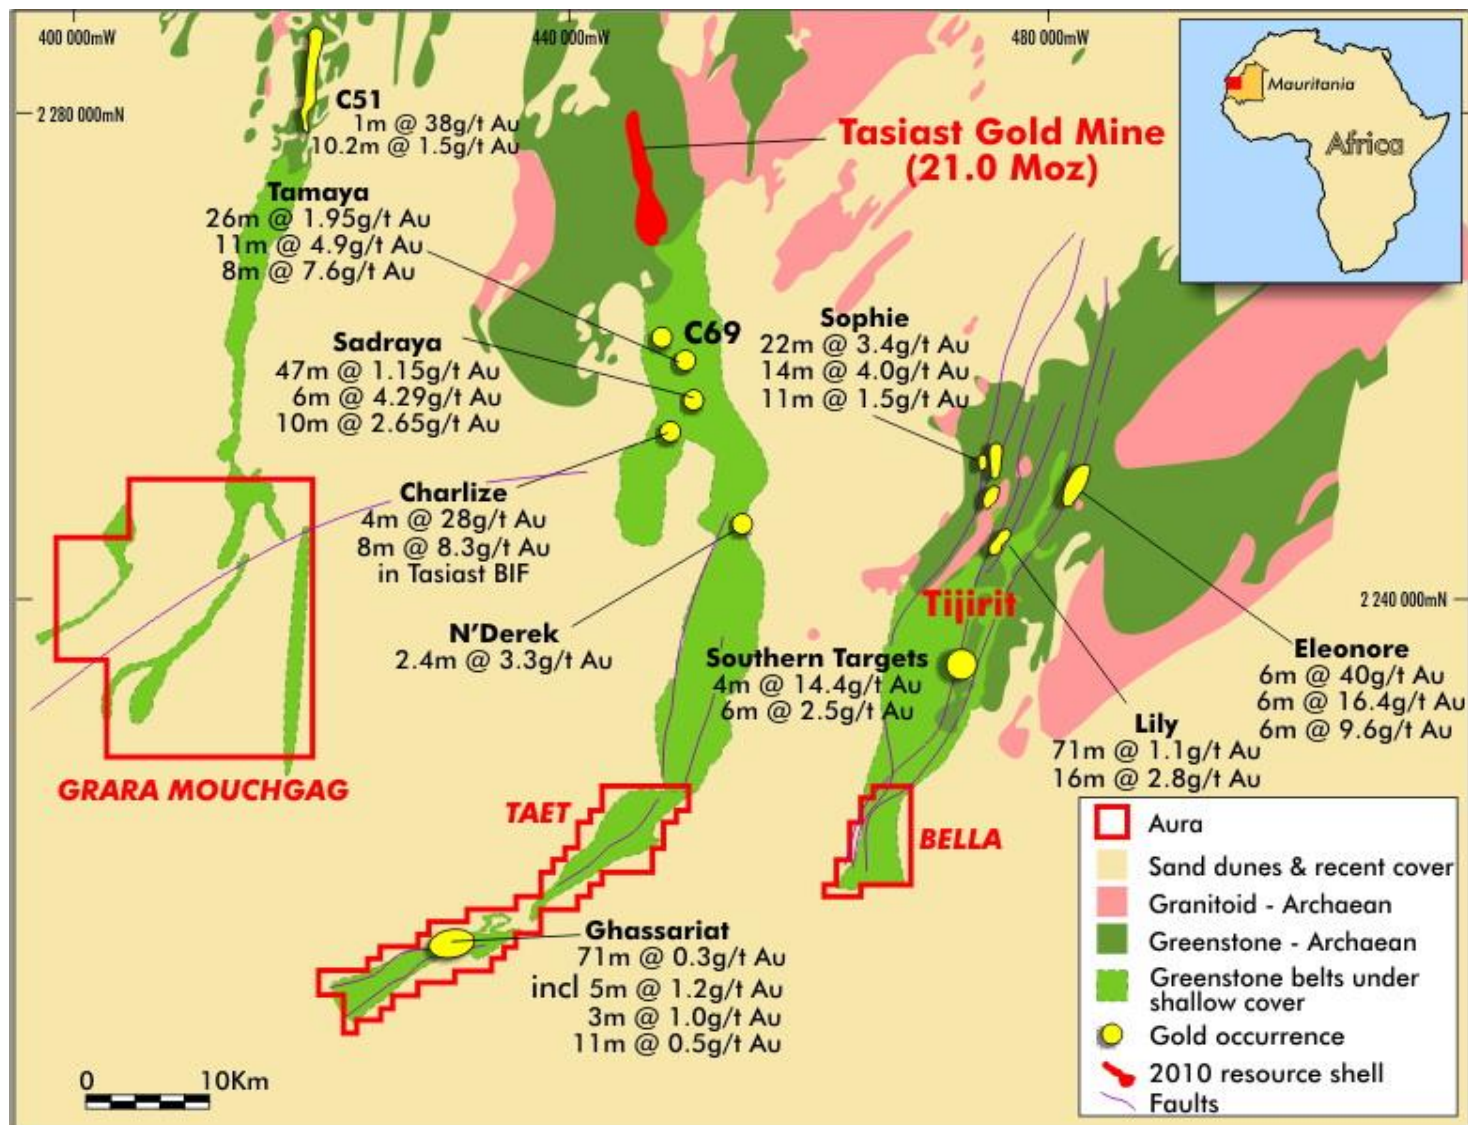 400 000mW
440 000mW
480 000mW
2 280 000mN
2 240 000mN
C51
1m @ 38g/t Au
10.2m @ 1.5g/t Au
Tasiast Gold Mine
(21.0 Moz)
Mauritania
Africa
Tamaya
26m @ 1.95g/t Au
11m @ 4.9g/t Au
8m @ 7.6g/t Au
C69
Sadraya
47m @ 1.15g/t Au
6m @ 4.29g/t Au
10m @ 2.65g/t Au
Sophie
22m @ 3.4g/t Au
14m @ 4.0g/t Au
11m @ 1.5g/t Au
Charlize
4m @ 28g/t Au
8m @ 8.3g/t Au
in Tasiast BIF
N'Derek
2.4m @ 3.3g/t Au
Tijirit
Southern Targets
4m @ 14.4g/t Au
6m @ 2.5g/t Au
Eleonore
6m @ 40g/t Au
6m @ 16.4g/t Au
6m @ 9.6g/t Au
Lily
71m @ 1.1g/t Au
16m @ 2.8g/t Au
GRARA MOUCHGAG
TAET
BELLA
Ghassariat
71m @ 0.3g/t Au
incl 5m @ 1.2g/t Au
3m @ 1.0g/t Au
11m @ 0.5g/t Au
0 10Km
Aura
Sand dunes & recent cover
Granitoid - Archaean
Greenstone - Archaean
Greenstone belts under
shallow cover
Gold occurrence
2010 resource shell
Faults